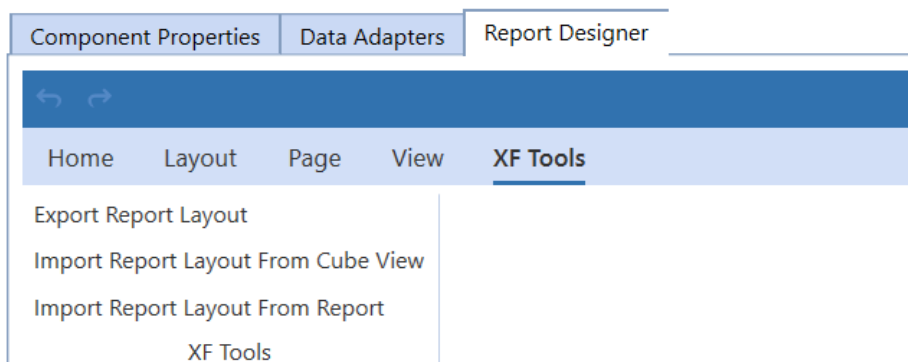 Component Properties Data Adapters Report Designer
Home Layout Page View XF Tools
Export Report Layout
Import Report Layout From Cube View
Import Report Layout From Report
XF Tools